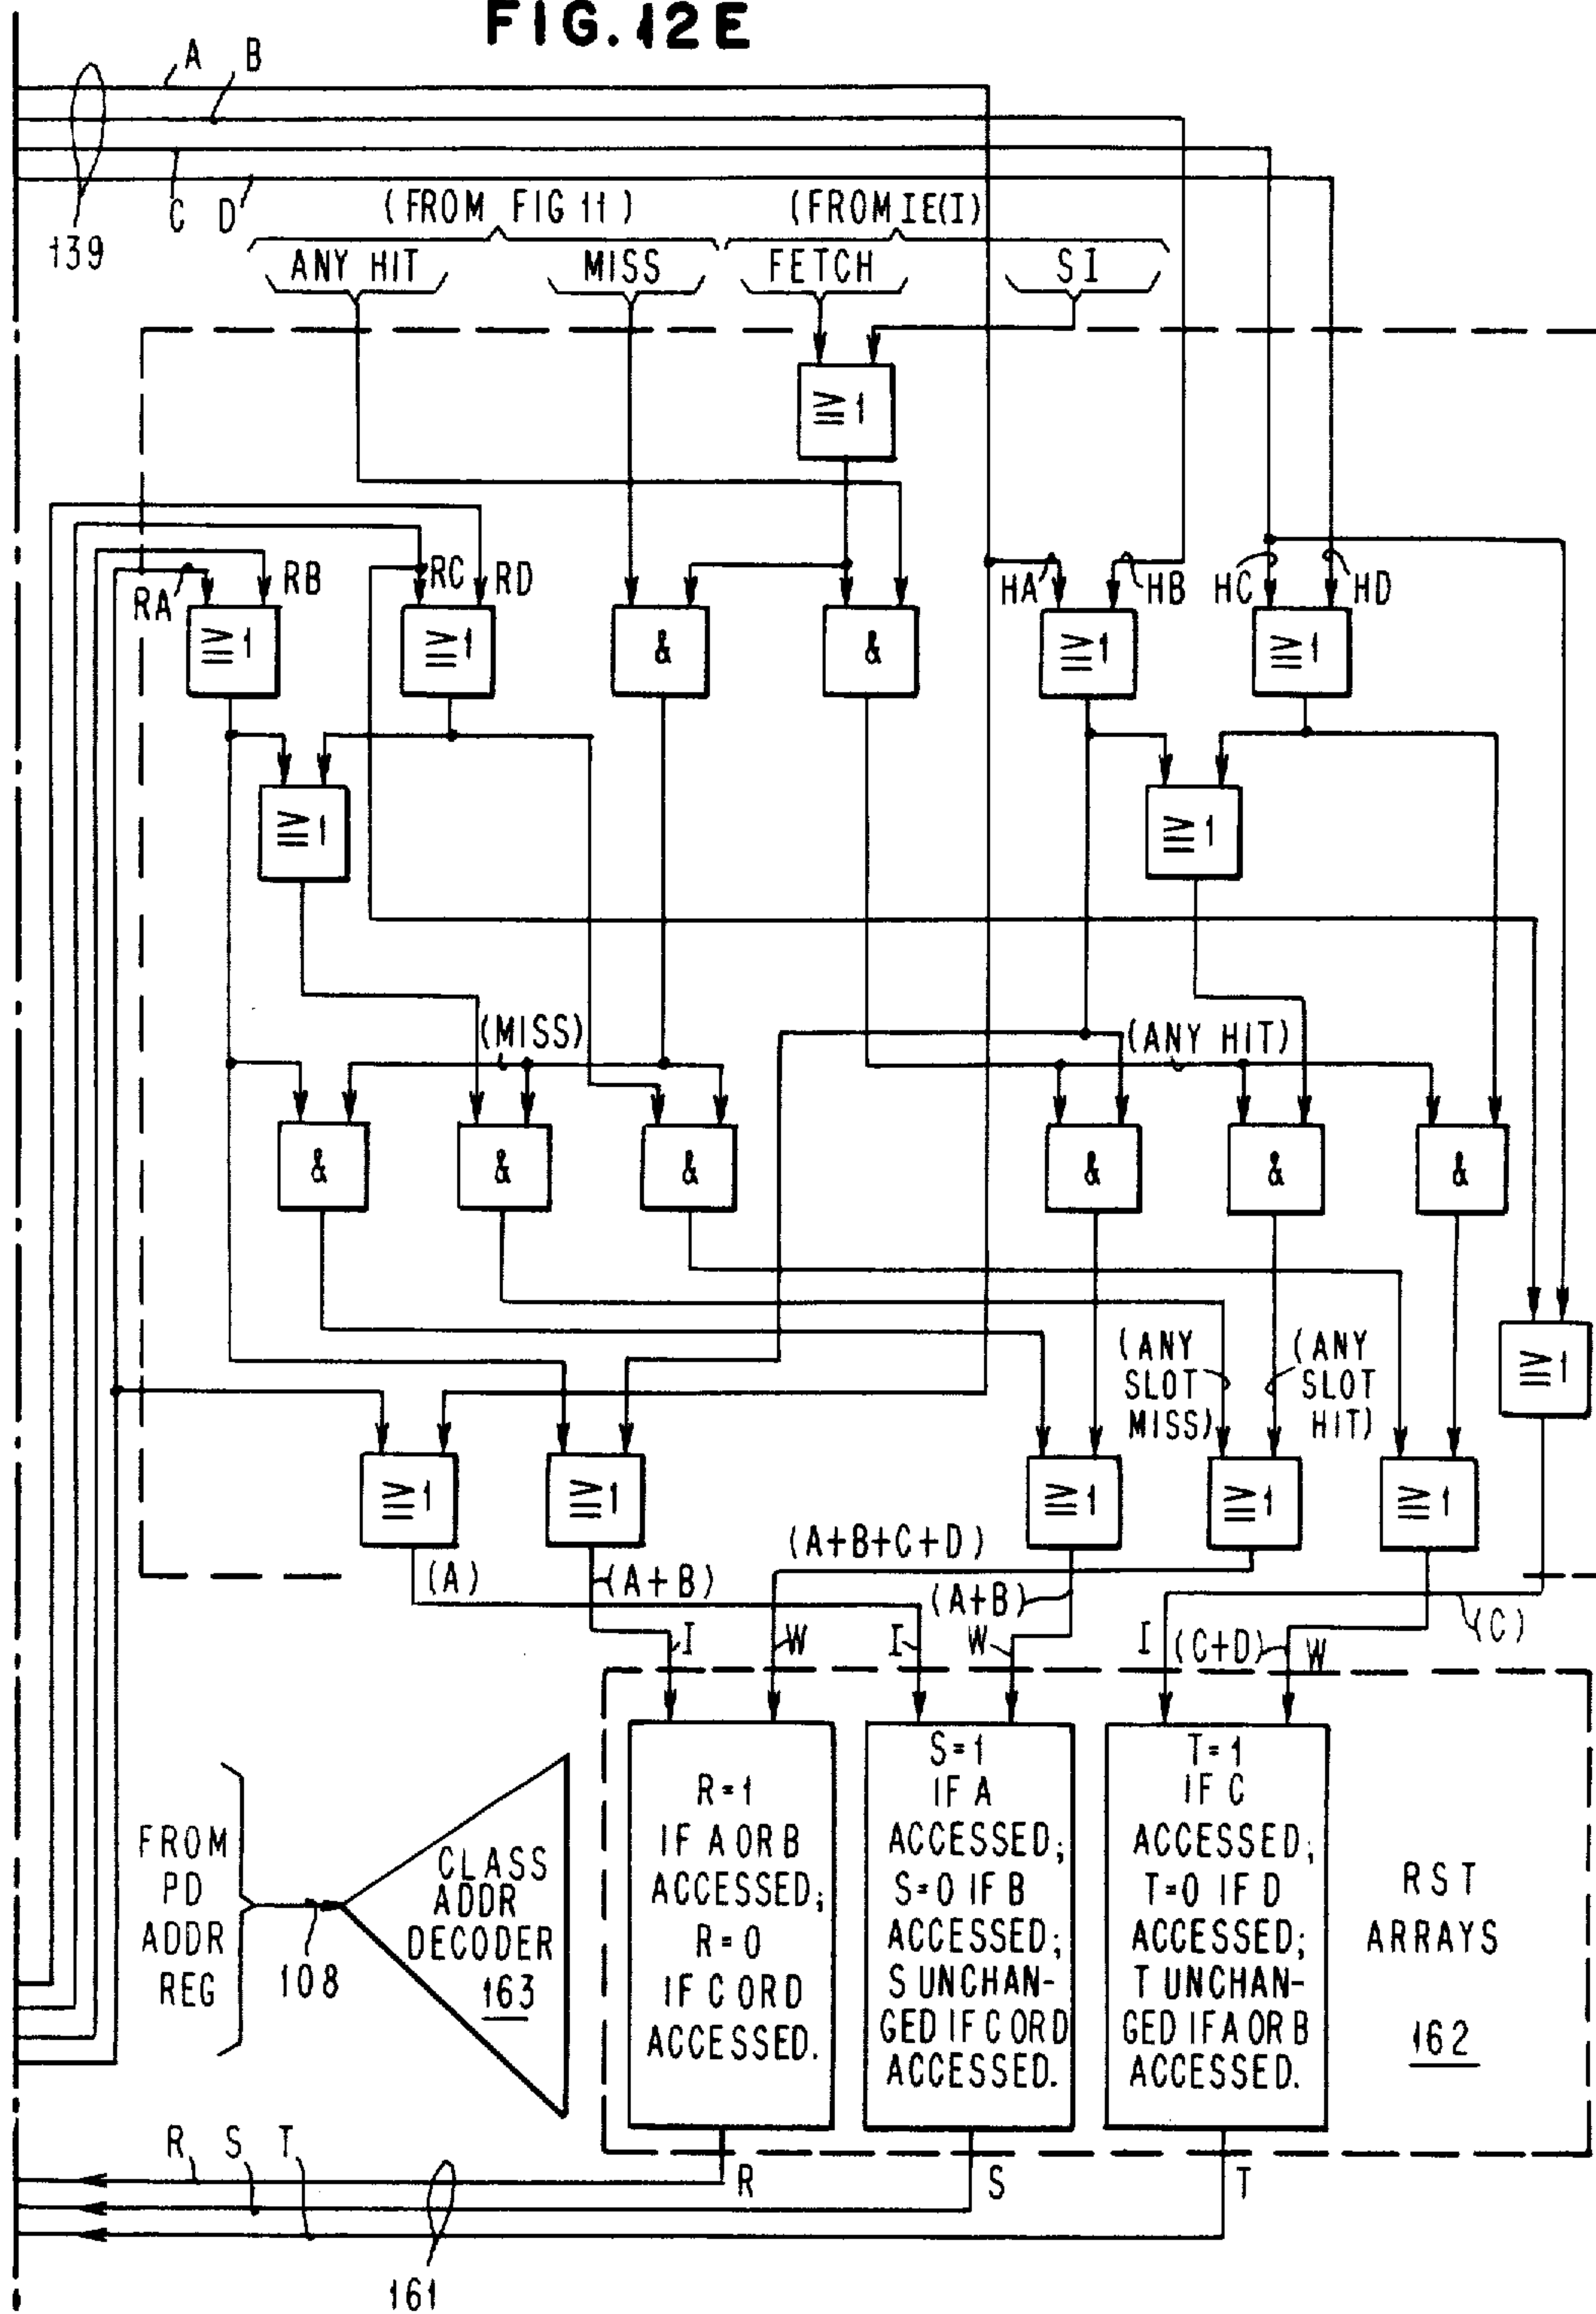 FIG. 12E
A B
C D
139
(FROM FIG 11) (FROM IE(I)
ANY HIT MISS FETCH SI
≧1
RA RB RC RD HA HB HC HD
≧1 ≧1 & & ≧1 ≧1
≧1 ≧1
(MISS) (ANY HIT)
& & & & & &
(ANY
SLOT
MISS)
(ANY
SLOT
HIT)
≧1
≧1 ≧1 ≧1 ≧1 ≧1
(A) (A+B) (A+B+C+D) (A+B) (C)
I W I W I (C+D) W
FROM
PD
ADDR
REG
108
CLASS
ADDR
DECODER
163
R=1
IF A OR B
ACCESSED;
R=0
IF C OR D
ACCESSED.
S=1
IF A
ACCESSED;
S=0 IF B
ACCESSED;
S UNCHAN-
GED IF C OR D
ACCESSED.
T=1
IF C
ACCESSED;
T=0 IF D
ACCESSED;
T UNCHAN-
GED IF A OR B
ACCESSED.
RST
ARRAYS
162
R S T
R S T
161